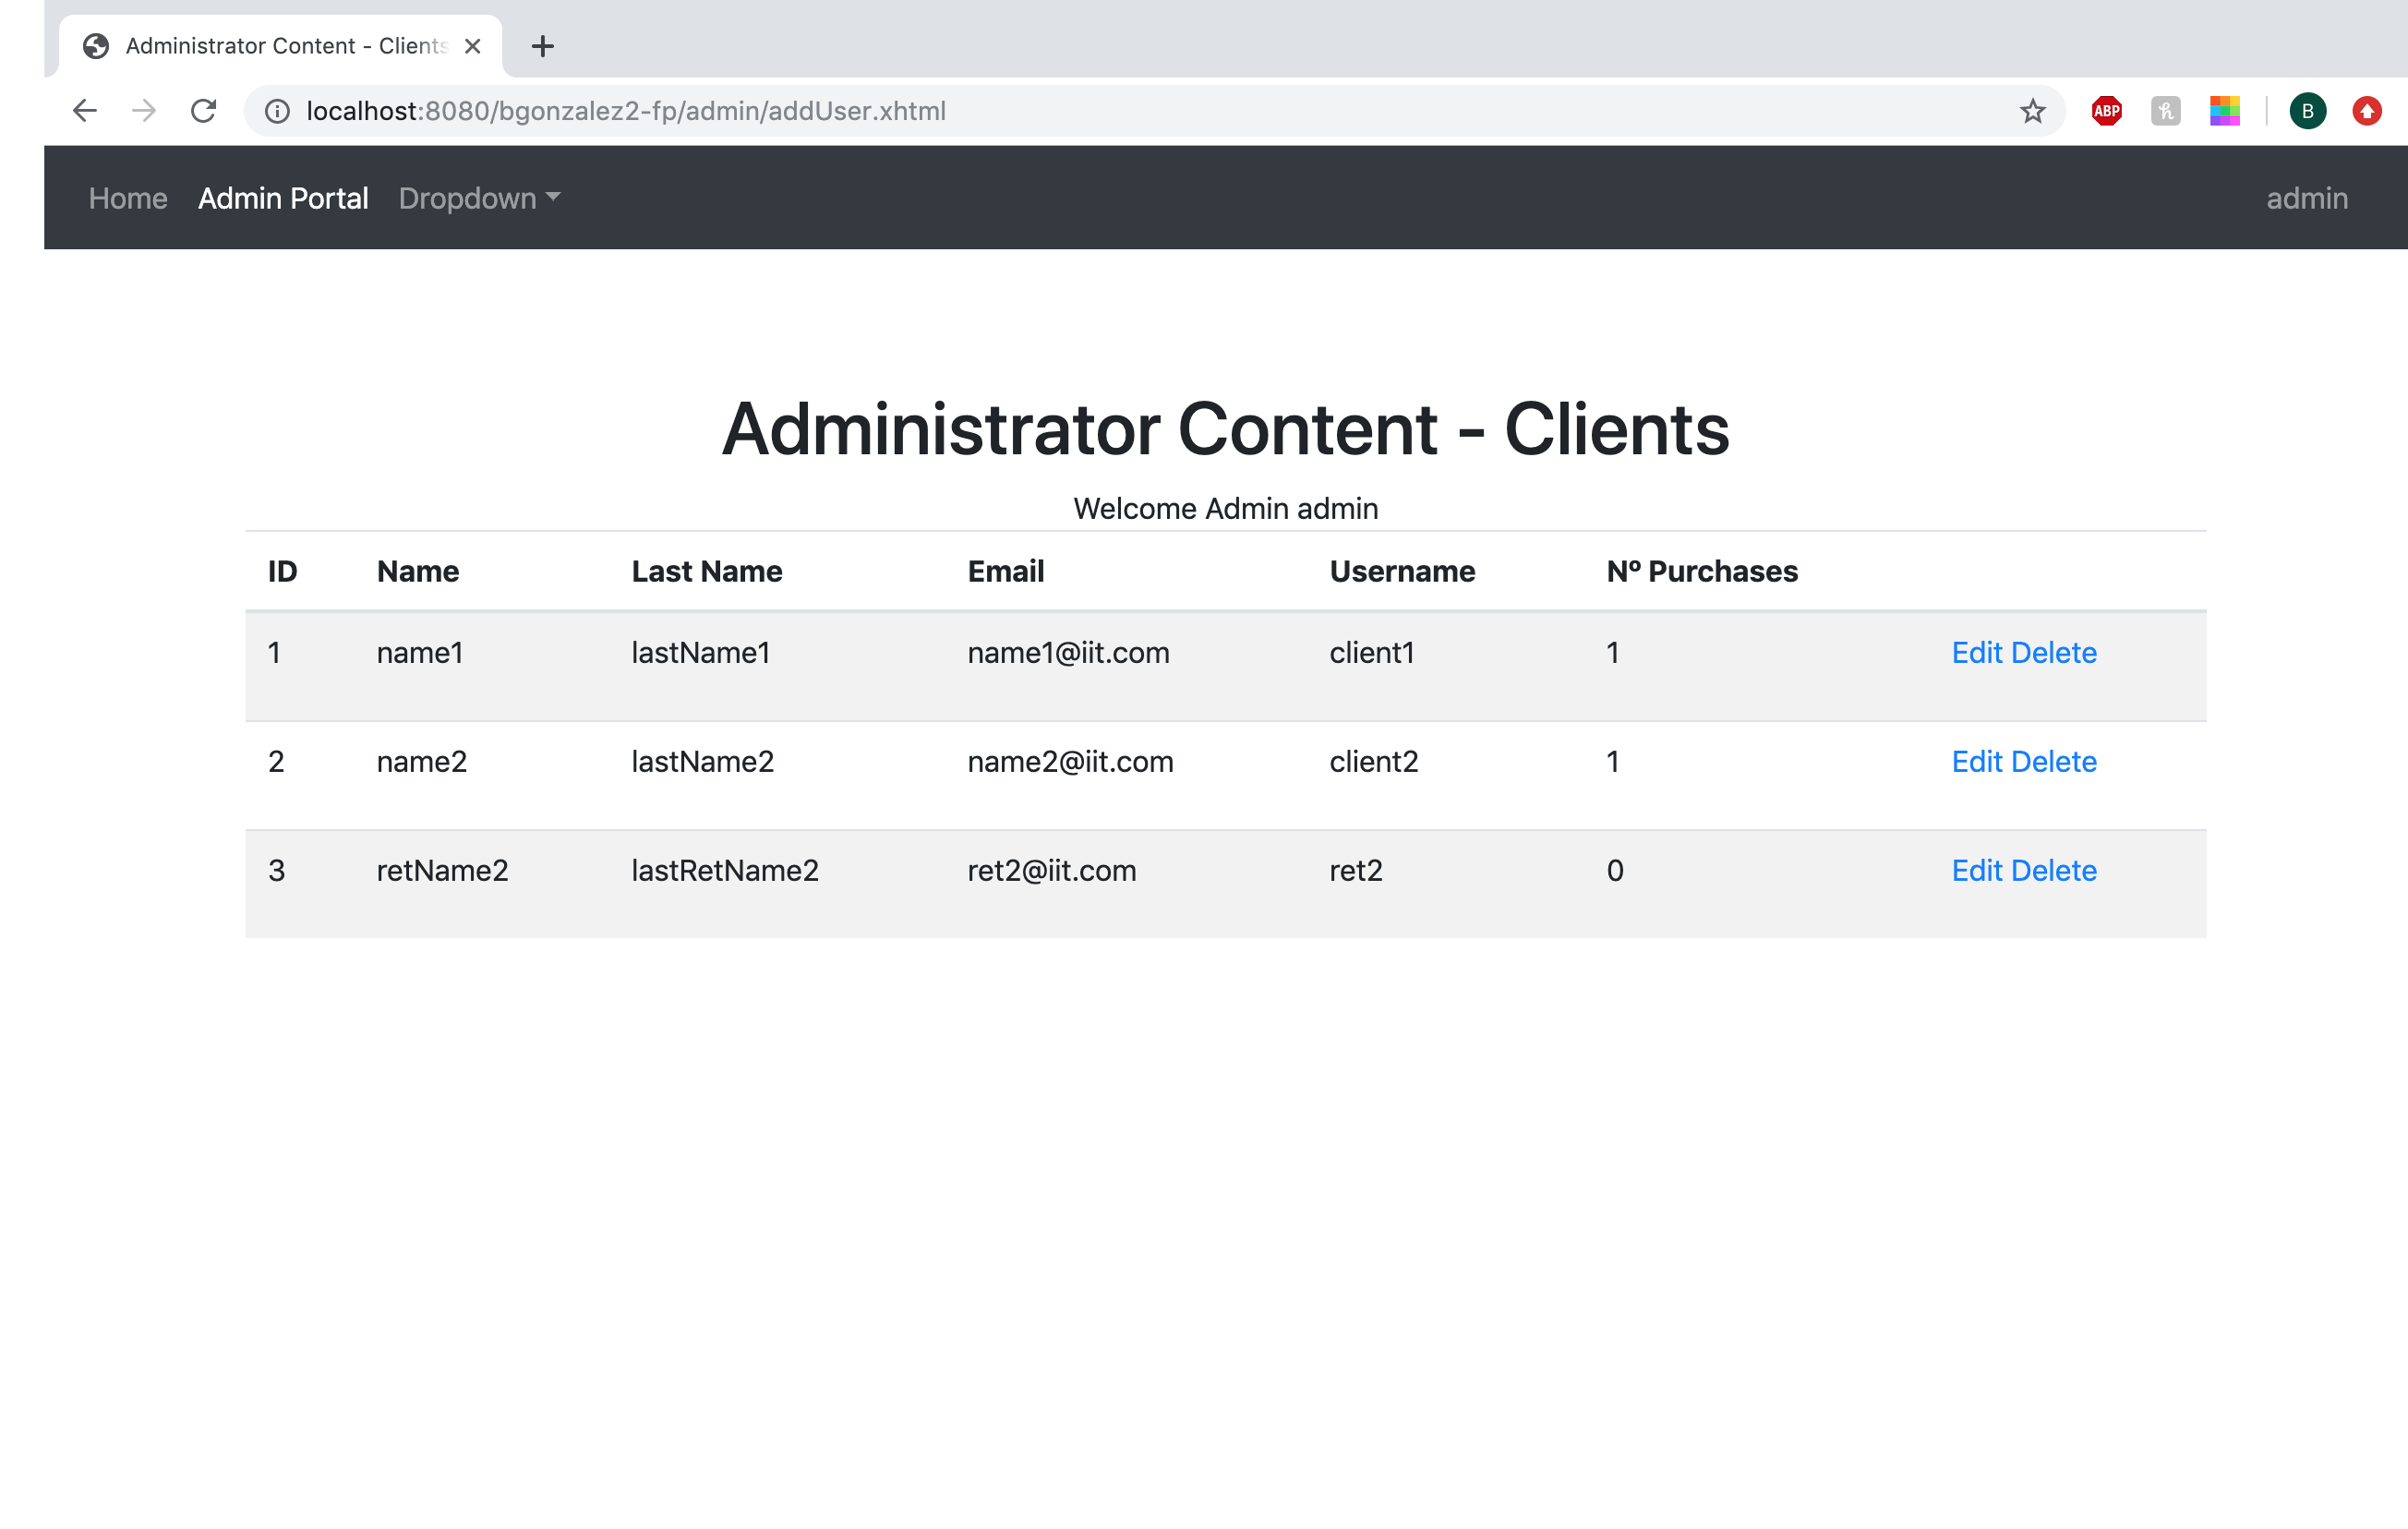 Administrator Content - Clients
localhost:8080/bgonzalez2-fp/admin/addUser.xhtml ABP h B
Home Admin Portal Dropdown admin
Administrator Content - Clients
Welcome Admin admin
ID Name Last Name Email Username Nº Purchases
1 name1 lastName1 name1@iit.com client1 1 Edit Delete
2 name2 lastName2 name2@iit.com client2 1 Edit Delete
3 retName2 lastRetName2 ret2@iit.com ret2 0 Edit Delete